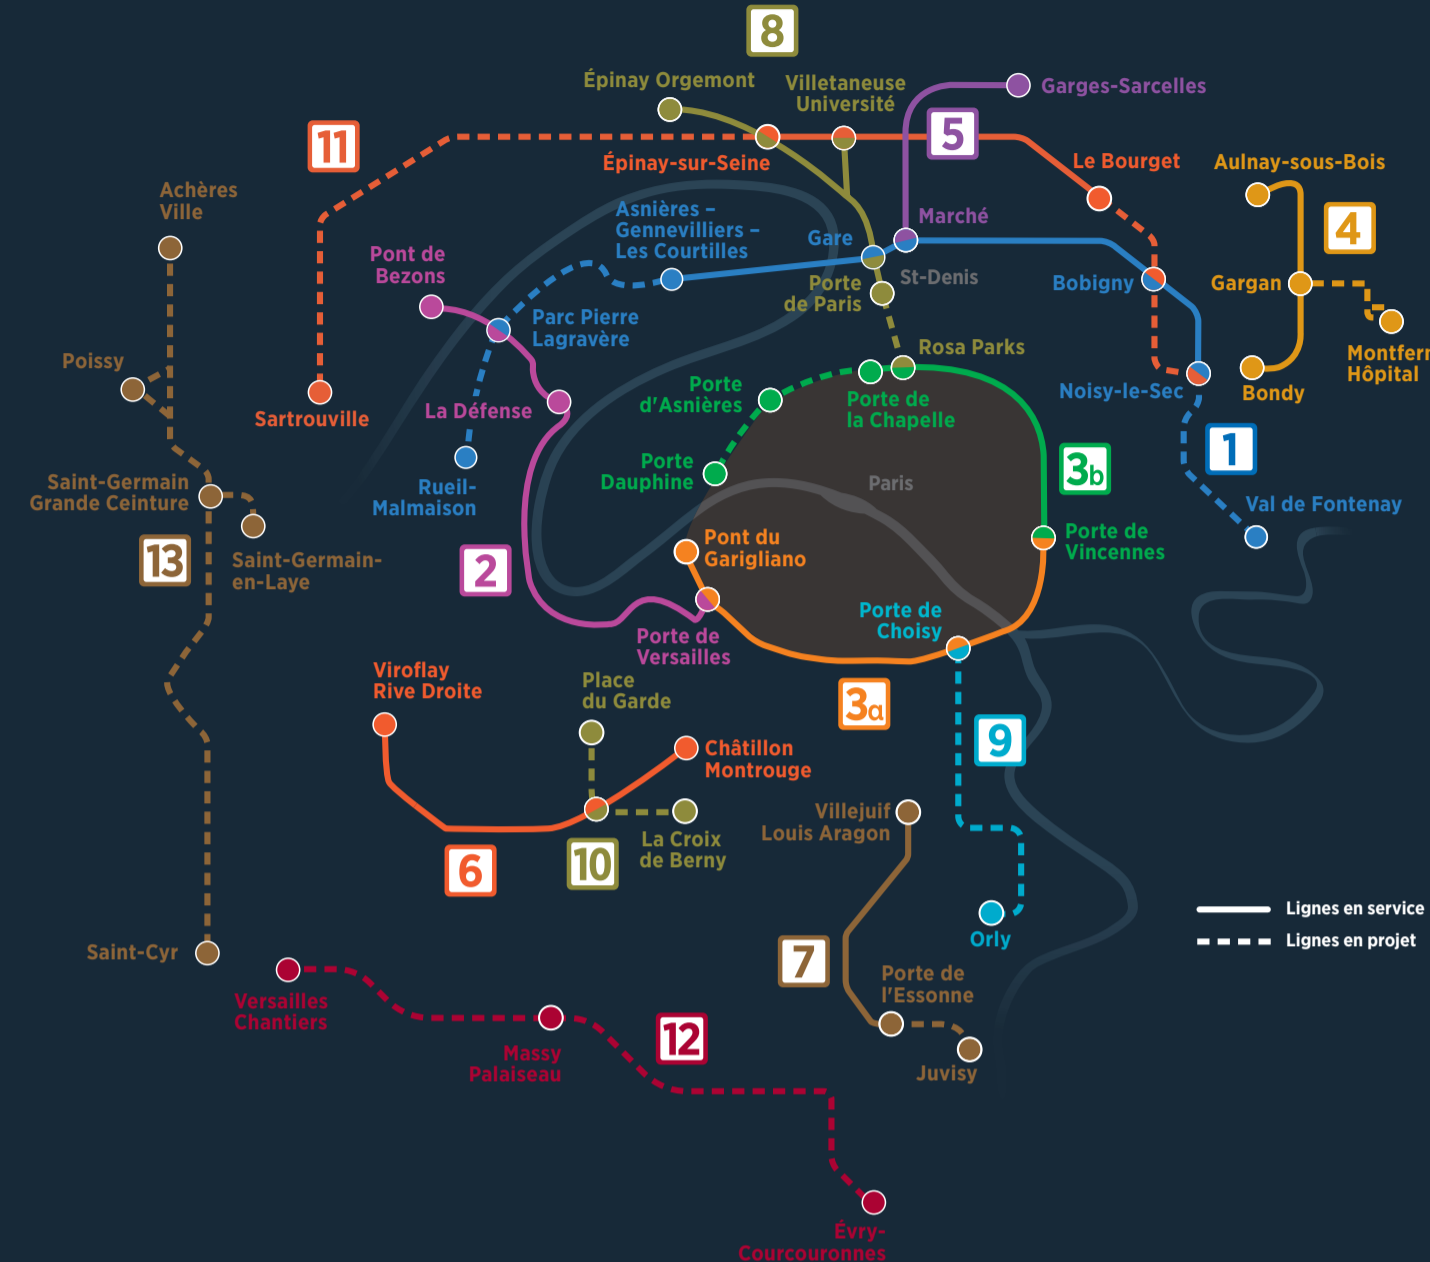 8
Épinay Orgemont
Villetaneuse
Université
Garges-Sarcelles
11
5
Épinay-sur-Seine
Le Bourget
Aulnay-sous-Bois
Achères
Ville
Asnières –
Gennevilliers –
Les Courtilles
Marché
4
Pont de
Bezons
Gare
St-Denis
Porte
de Paris
Bobigny
Gargan
Parc Pierre
Lagravère
Rosa Parks
Poissy
Montfer
Hôpital
Sartrouville
La Défense
Porte
d'Asnières
Porte de
la Chapelle
Noisy-le-Sec
Bondy
1
3b
Porte
Dauphine
Paris
Rueil-
Malmaison
Saint-Germain
Grande Ceinture
Val de Fontenay
13
Saint-Germain-
en-Laye
2
Pont du
Garigliano
Porte de
Vincennes
Porte de
Choisy
Porte de
Versailles
Viroflay
Rive Droite
Place
du Garde
3a
9
Châtillon
Montrouge
Villejuif
Louis Aragon
6
10
La Croix
de Berny
Lignes en service
Lignes en projet
Orly
Saint-Cyr
7
Porte de
l'Essonne
Versailles
Chantiers
12
Massy
Palaiseau
Juvisy
Évry-
Courcouronnes